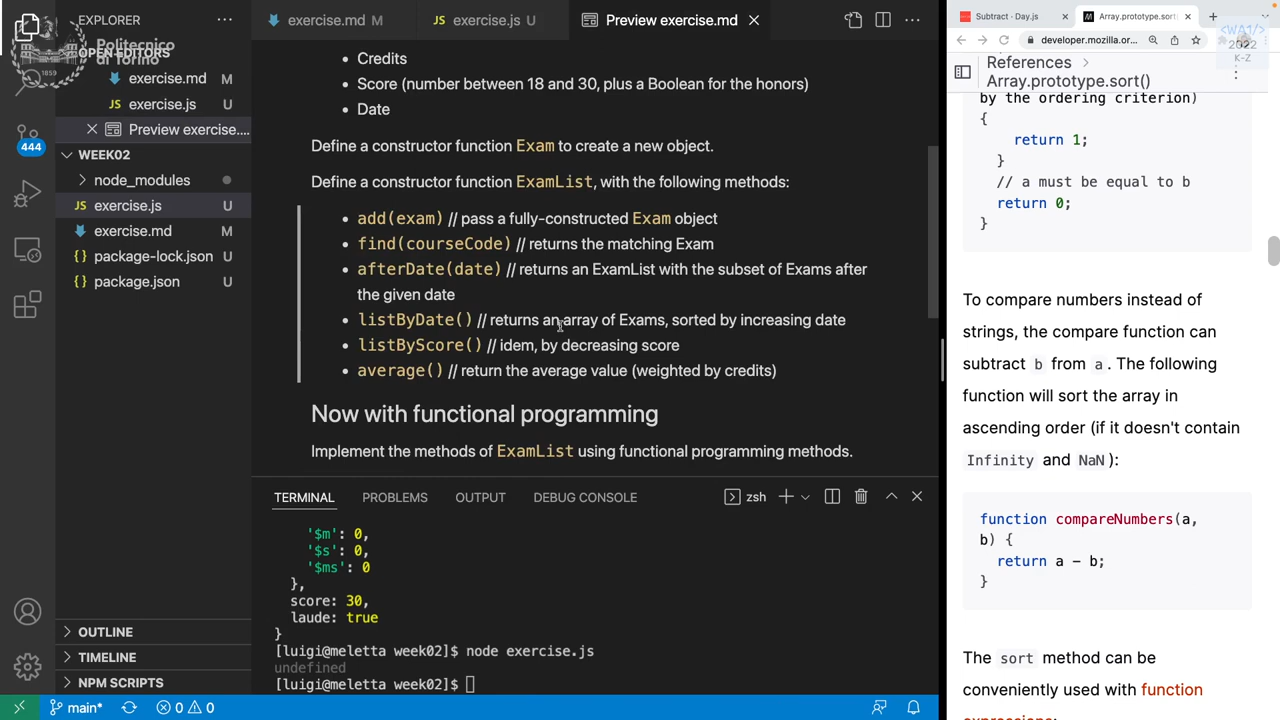 EXPLORER
OPEN EDITORS
Politecnico
di Torino
1859
exercise.md M
JS exercise.js U
Preview exercise....
WEEK02
node_modules
JS exercise.js U
exercise.md U
{} package-lock.json U
{} package.json U
444
OUTLINE
TIMELINE
NPM SCRIPTS
exercise.md M
JS exercise.js U
Preview exercise.md
• Credits
• Score (number between 18 and 30, plus a Boolean for the honors)
• Date
Define a constructor function Exam to create a new object.
Define a constructor function ExamList, with the following methods:
• add(exam) // pass a fully-constructed Exam object
• find(courseCode) // returns the matching Exam
• afterDate(date) // returns an ExamList with the subset of Exams after
the given date
• listByDate() // returns an array of Exams, sorted by increasing date
• listByScore() // idem, by decreasing score
• average() // return the average value (weighted by credits)
Now with functional programming
Implement the methods of ExamList using functional programming methods.
TERMINAL PROBLEMS OUTPUT DEBUG CONSOLE
zsh
'$m': 0,
'$s': 0,
'$ms': 0
},
score: 30,
laude: true
}
[luigi@meletta week02]$ node exercise.js
undefined
[luigi@meletta week02]$
main* 0 0
Subtract · Day.js
Array.prototype.sort(
developer.mozilla.or...
<WA1/>
2022
K-Z
References
Array.prototype.sort()
by the ordering criterion)
{
return 1;
}
// a must be equal to b
return 0;
}
To compare numbers instead of
strings, the compare function can
subtract b from a. The following
function will sort the array in
ascending order (if it doesn't contain
Infinity and NaN):
function compareNumbers(a,
b) {
return a - b;
}
The sort method can be
conveniently used with function
expressions: